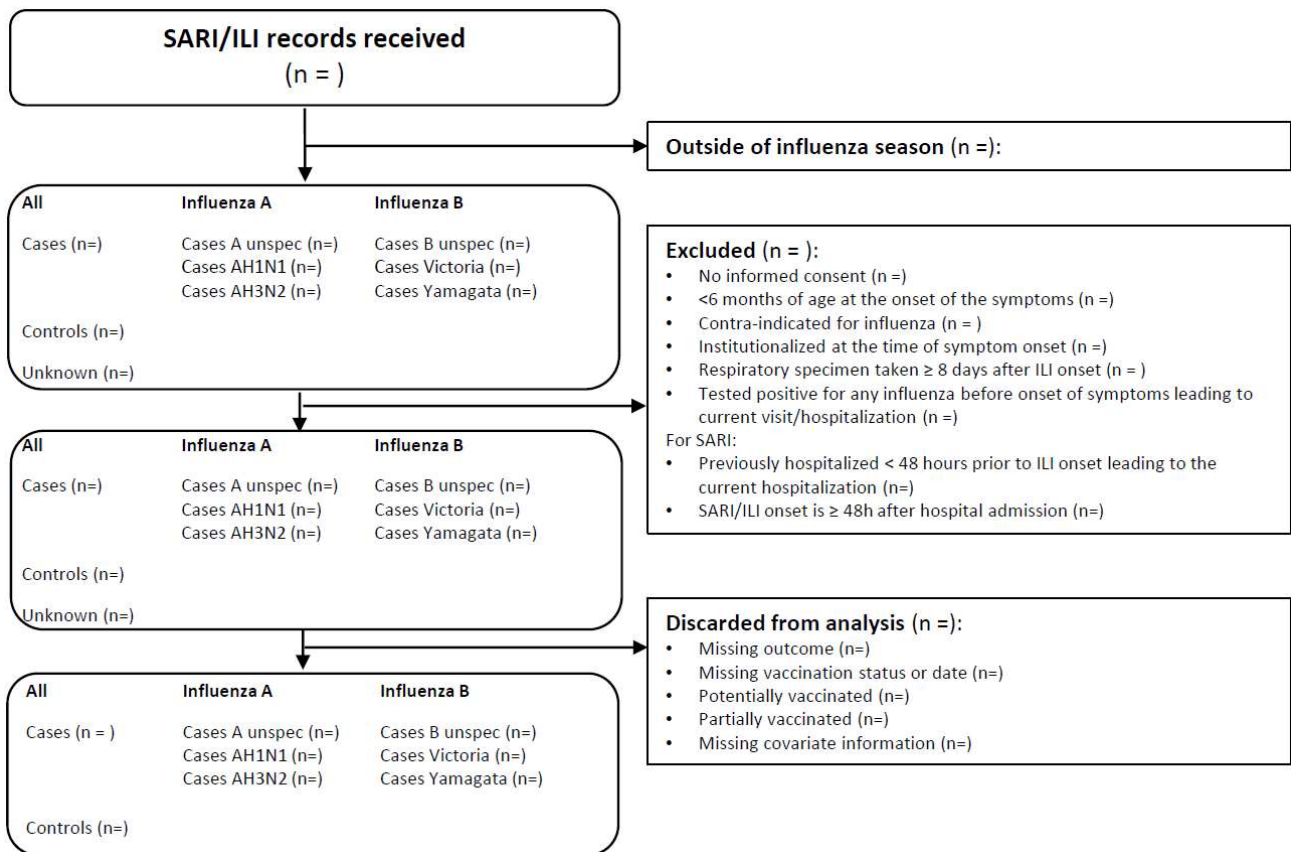 SARI/ILI records received
(n = )
Outside of influenza season (n =):
All Influenza A Influenza B
Cases (n=) Cases A unspec (n=) Cases B unspec (n=)
Cases AH1N1 (n=) Cases Victoria (n=)
Cases AH3N2 (n=) Cases Yamagata (n=)
Controls (n=)
Unknown (n=)
Excluded (n = ):
• No informed consent (n =)
• <6 months of age at the onset of the symptoms (n =)
• Contra-indicated for influenza (n = )
• Institutionalized at the time of symptom onset (n =)
• Respiratory specimen taken ≥ 8 days after ILI onset (n = )
• Tested positive for any influenza before onset of symptoms leading to
current visit/hospitalization (n =)
For SARI:
• Previously hospitalized < 48 hours prior to ILI onset leading to the
current hospitalization (n=)
• SARI/ILI onset is ≥ 48h after hospital admission (n=)
All Influenza A Influenza B
Cases (n=) Cases A unspec (n=) Cases B unspec (n=)
Cases AH1N1 (n=) Cases Victoria (n=)
Cases AH3N2 (n=) Cases Yamagata (n=)
Controls (n=)
Unknown (n=)
Discarded from analysis (n =):
• Missing outcome (n=)
• Missing vaccination status or date (n=)
• Potentially vaccinated (n=)
• Partially vaccinated (n=)
• Missing covariate information (n=)
All Influenza A Influenza B
Cases (n = ) Cases A unspec (n=) Cases B unspec (n=)
Cases AH1N1 (n=) Cases Victoria (n=)
Cases AH3N2 (n=) Cases Yamagata (n=)
Controls (n=)